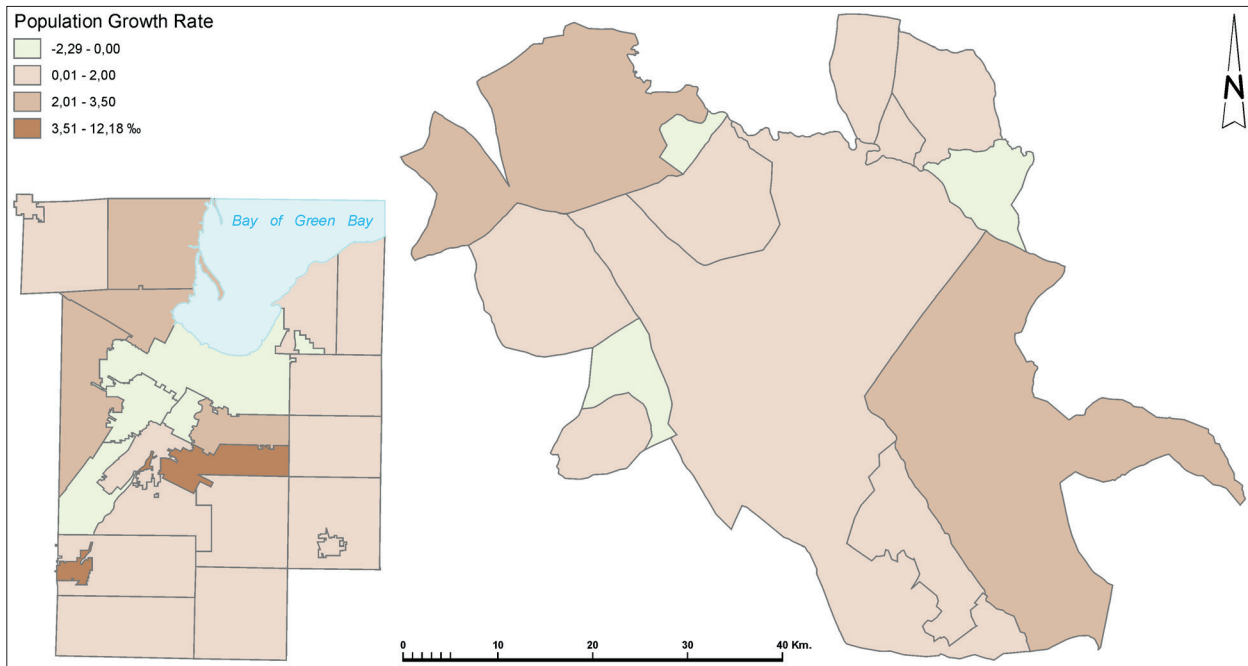 Population Growth Rate
-2,29 - 0,00
0,01 - 2,00
2,01 - 3,50
3,51 - 12,18 ‰
N
Bay of Green Bay
0 10 20 30 40 Km.